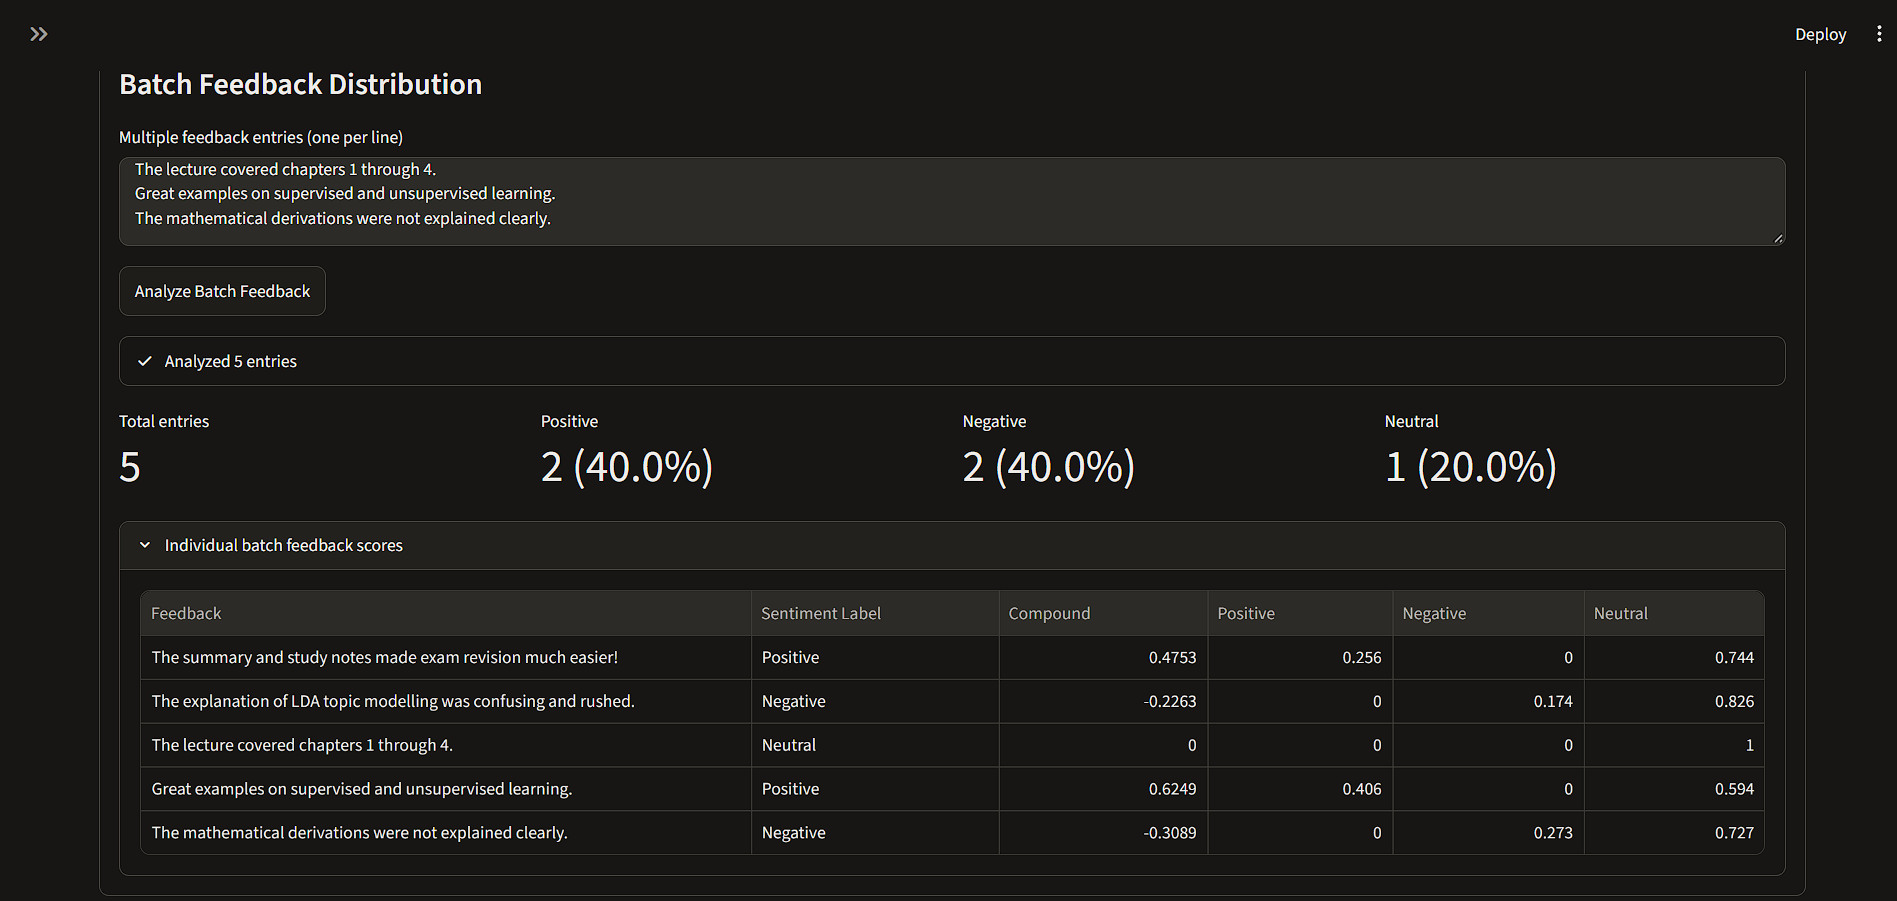 Deploy
Batch Feedback Distribution
Multiple feedback entries (one per line)
The lecture covered chapters 1 through 4.
Great examples on supervised and unsupervised learning.
The mathematical derivations were not explained clearly.
Analyze Batch Feedback
Analyzed 5 entries
Total entries Positive Negative Neutral
5 2 (40.0%) 2 (40.0%) 1 (20.0%)
Individual batch feedback scores
Feedback Sentiment Label Compound Positive Negative Neutral
The summary and study notes made exam revision much easier! Positive 0.4753 0.256 0 0.744
The explanation of LDA topic modelling was confusing and rushed. Negative -0.2263 0 0.174 0.826
The lecture covered chapters 1 through 4. Neutral 0 0 0 1
Great examples on supervised and unsupervised learning. Positive 0.6249 0.406 0 0.594
The mathematical derivations were not explained clearly. Negative -0.3089 0 0.273 0.727